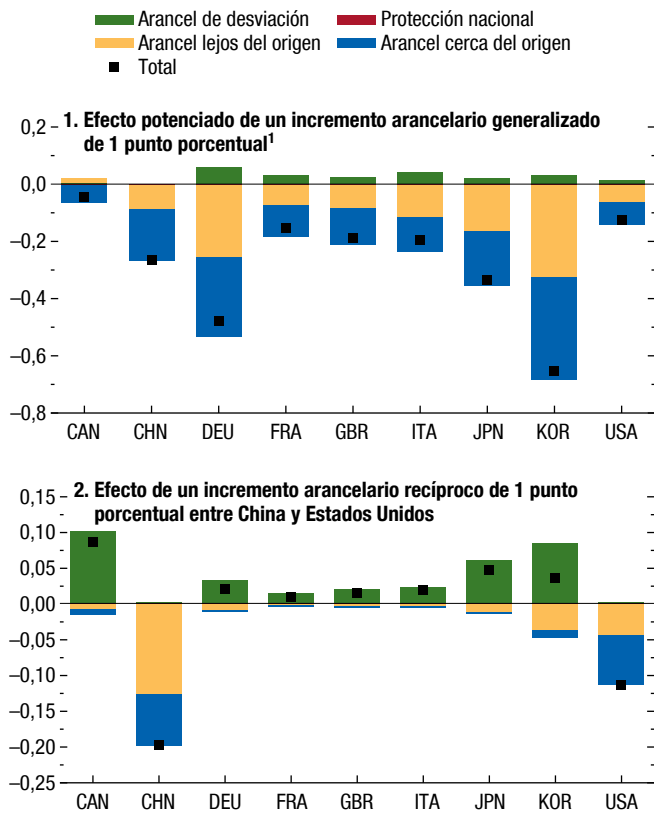 Arancel de desviación
Protección nacional
Arancel lejos del origen
Arancel cerca del origen
Total
1. Efecto potenciado de un incremento arancelario generalizado
de 1 punto porcentual¹
0,2
0,0
–0,2
–0,4
–0,6
–0,8
CAN CHN DEU FRA GBR ITA JPN KOR USA
2. Efecto de un incremento arancelario recíproco de 1 punto
porcentual entre China y Estados Unidos
0,15
0,10
0,05
0,00
–0,05
–0,10
–0,15
–0,20
–0,25
CAN CHN DEU FRA GBR ITA JPN KOR USA